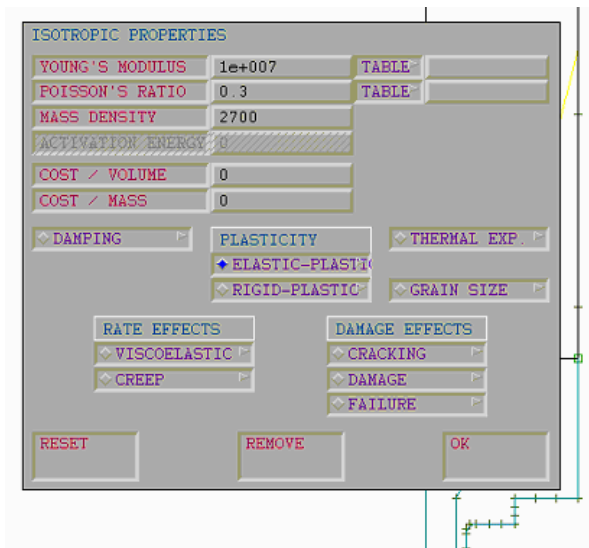 ISOTROPIC PROPERTIES
YOUNG'S MODULUS 1e+007 TABLE
POISSON'S RATIO 0.3 TABLE
MASS DENSITY 2700
ACTIVATION ENERGY 0
COST / VOLUME 0
COST / MASS 0
DAMPING PLASTICITY THERMAL EXP.
ELASTIC-PLASTIC
RIGID-PLASTIC GRAIN SIZE
RATE EFFECTS DAMAGE EFFECTS
VISCOELASTIC CRACKING
CREEP DAMAGE
FAILURE
RESET REMOVE OK